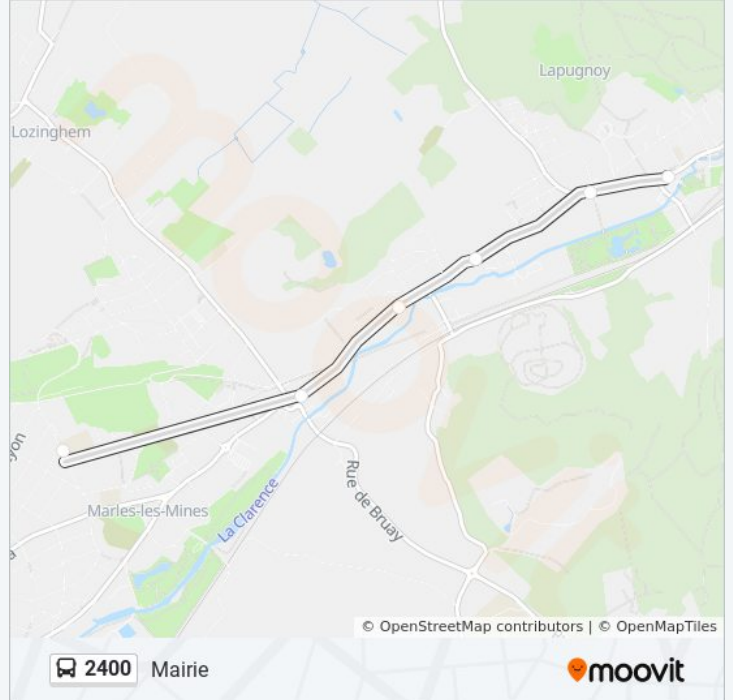 Lapugnoy
Lozinghem
yon
Marles-les-Mines
La Clarence
Rue de Bruay
© OpenStreetMap contributors | © OpenMapTiles
2400 Mairie
moovit